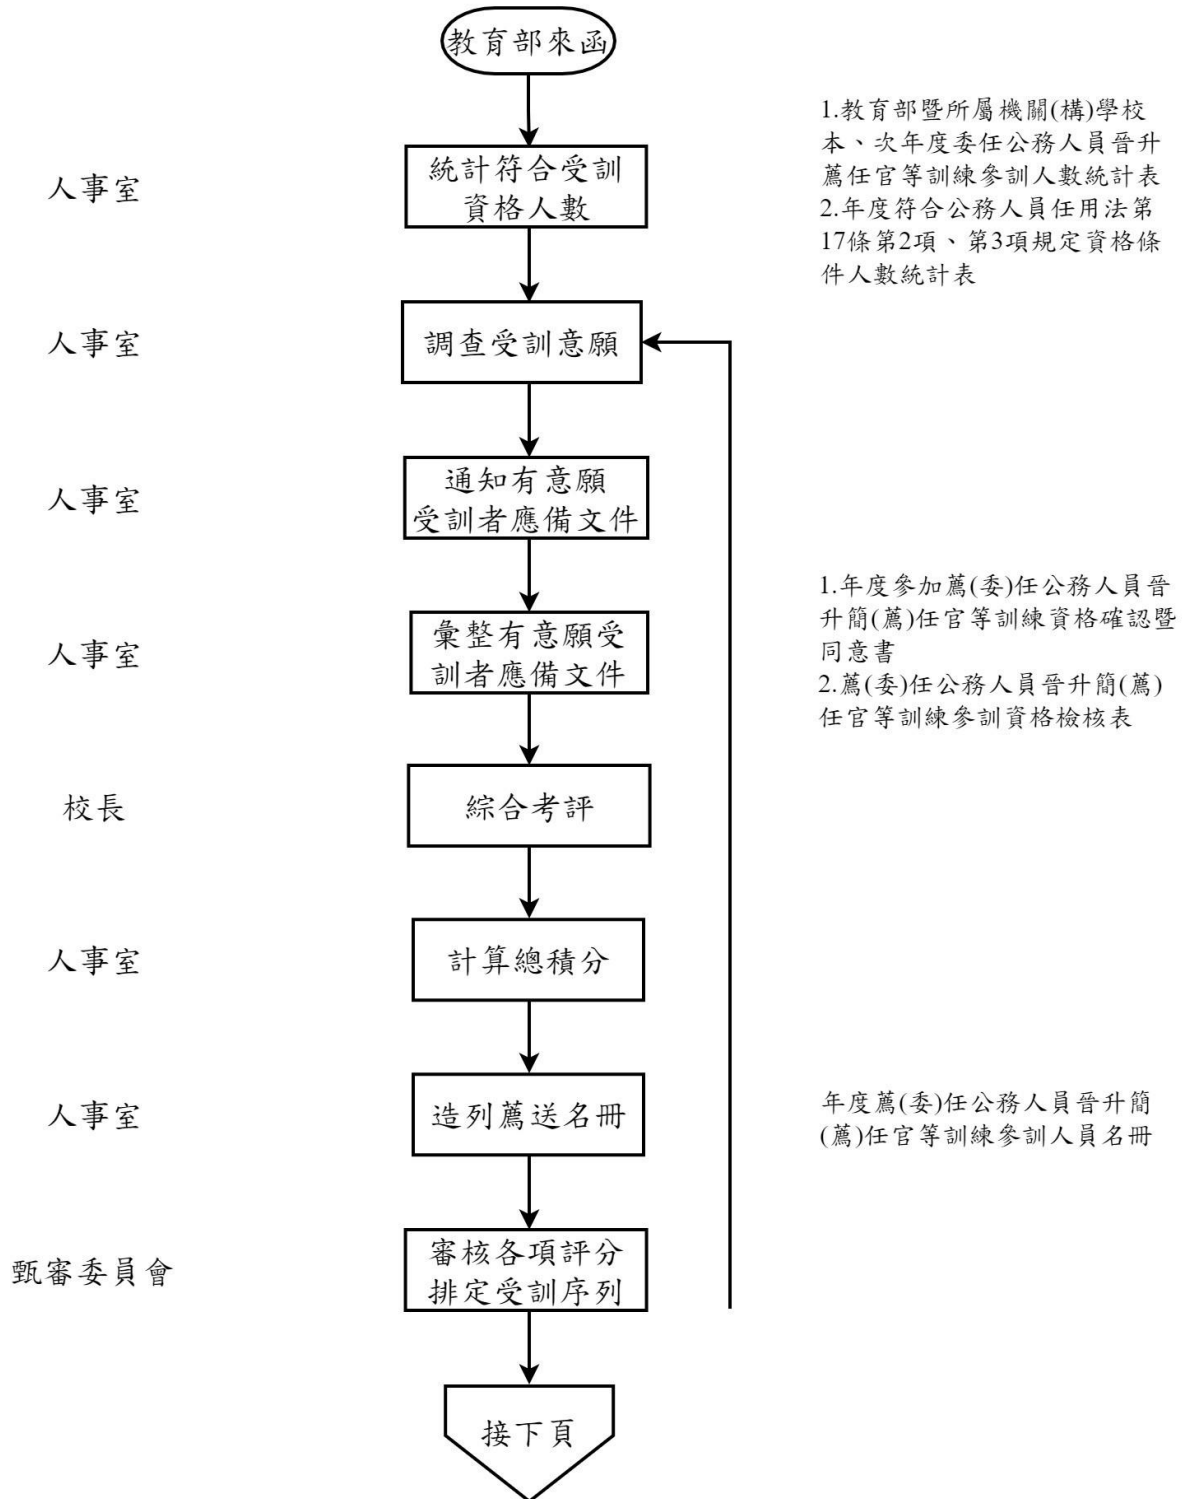 教育部來函
人事室
統計符合受訓
資格人數
1.教育部暨所屬機關(構)學校
本、次年度委任公務人員晉升
薦任官等訓練參訓人數統計表
2.年度符合公務人員任用法第
17條第2項、第3項規定資格條
件人數統計表
人事室
調查受訓意願
人事室
通知有意願
受訓者應備文件
人事室
彙整有意願受
訓者應備文件
1.年度參加薦(委)任公務人員晉
升簡(薦)任官等訓練資格確認暨
同意書
2.薦(委)任公務人員晉升簡(薦)
任官等訓練參訓資格檢核表
校長
綜合考評
人事室
計算總積分
人事室
造列薦送名冊
年度薦(委)任公務人員晉升簡
(薦)任官等訓練參訓人員名冊
甄審委員會
審核各項評分
排定受訓序列
接下頁